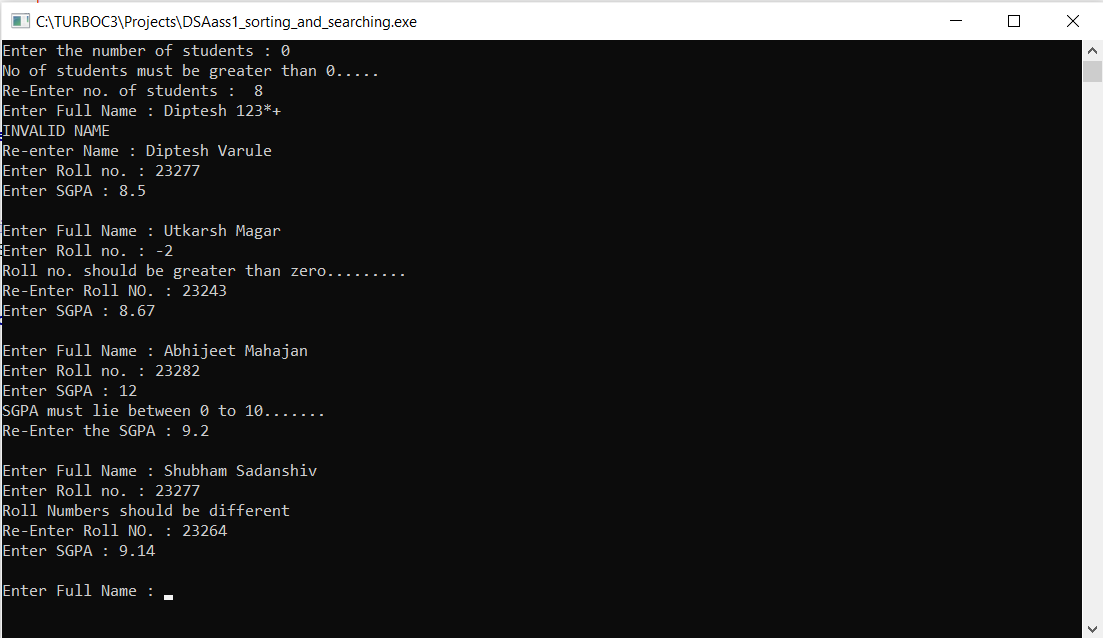 C:\TURBOC3\Projects\DSAass1_sorting_and_searching.exe
Enter the number of students : 0
No of students must be greater than 0.....
Re-Enter no. of students :  8
Enter Full Name : Diptesh 123*+
INVALID NAME
Re-enter Name : Diptesh Varule
Enter Roll no. : 23277
Enter SGPA : 8.5
Enter Full Name : Utkarsh Magar
Enter Roll no. : -2
Roll no. should be greater than zero.........
Re-Enter Roll NO. : 23243
Enter SGPA : 8.67
Enter Full Name : Abhijeet Mahajan
Enter Roll no. : 23282
Enter SGPA : 12
SGPA must lie between 0 to 10.......
Re-Enter the SGPA : 9.2
Enter Full Name : Shubham Sadanshiv
Enter Roll no. : 23277
Roll Numbers should be different
Re-Enter Roll NO. : 23264
Enter SGPA : 9.14
Enter Full Name :